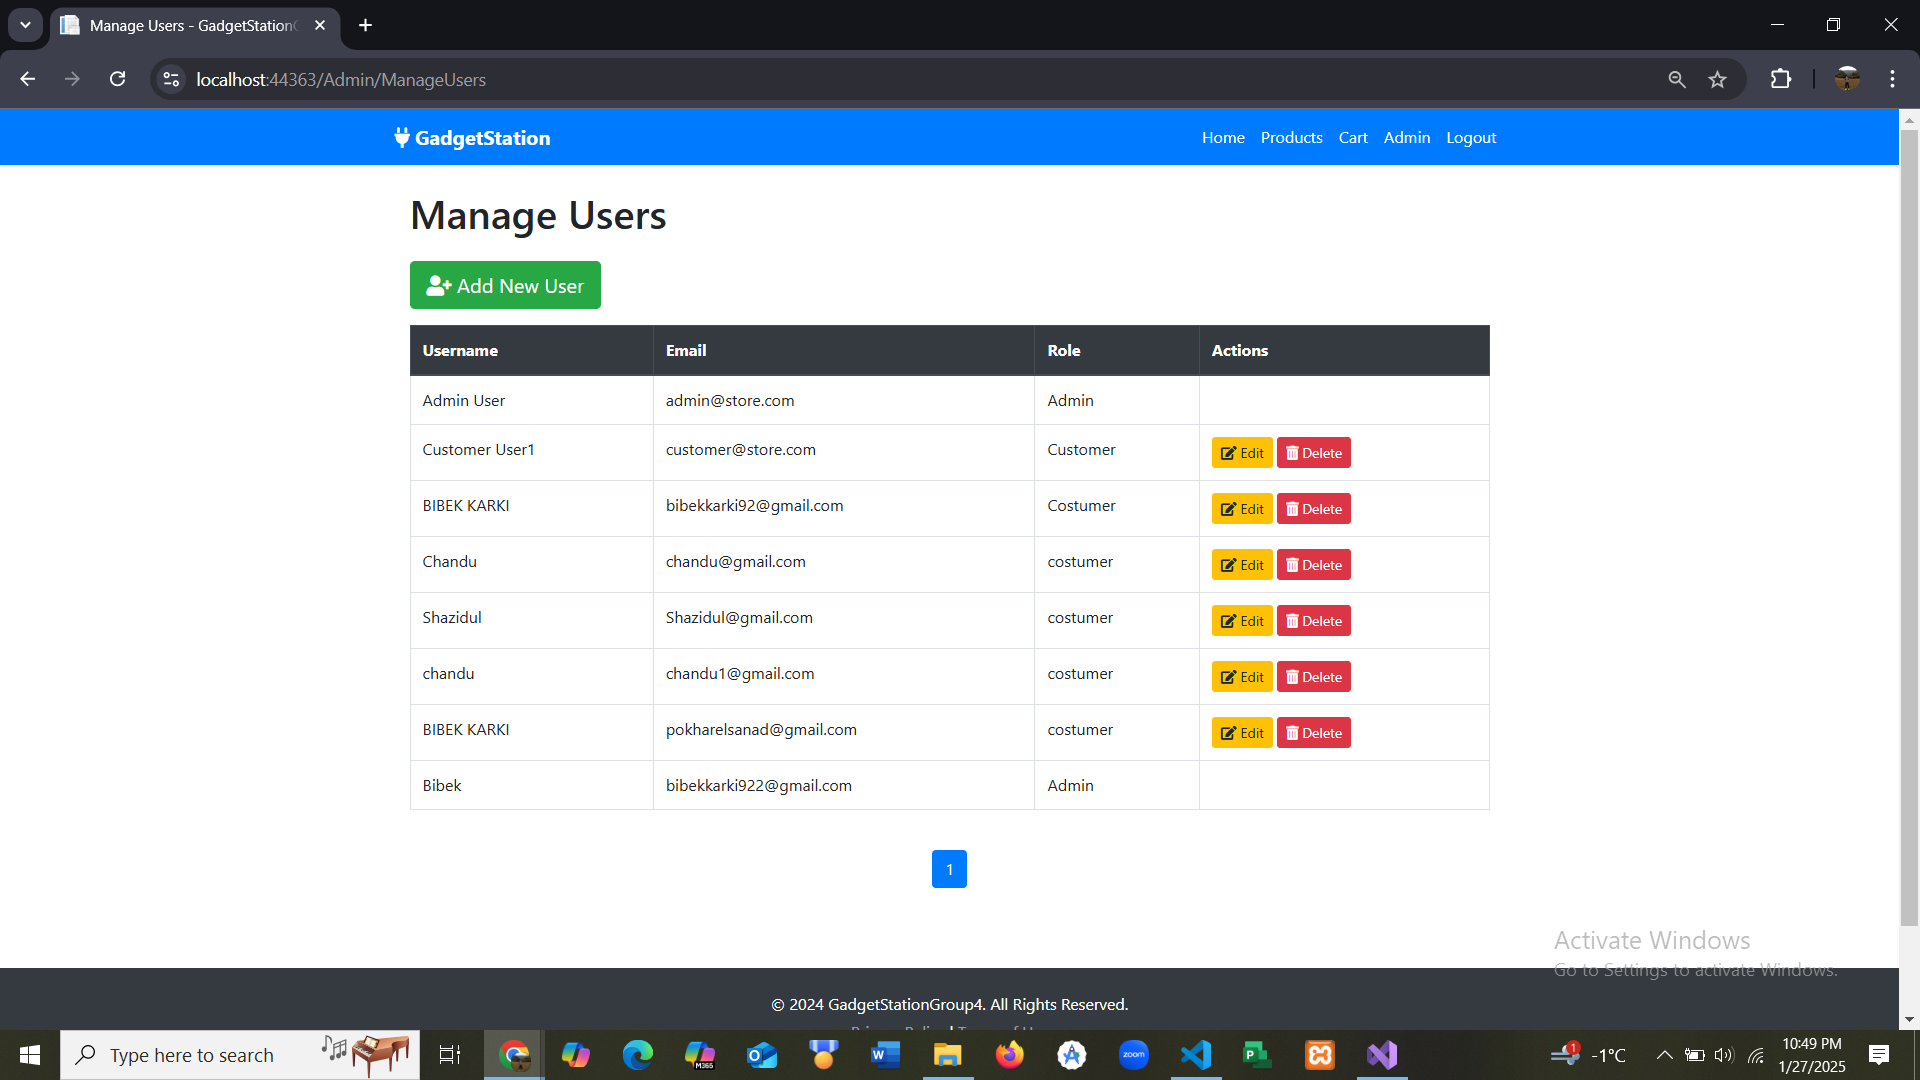 Manage Users - GadgetStation
localhost:44363/Admin/ManageUsers
GadgetStation
Home Products Cart Admin Logout
Manage Users
Add New User
Username Email Role Actions
Admin User admin@store.com Admin
Customer User1 customer@store.com Customer Edit Delete
BIBEK KARKI bibekkarki92@gmail.com Costumer Edit Delete
Chandu chandu@gmail.com costumer Edit Delete
Shazidul Shazidul@gmail.com costumer Edit Delete
chandu chandu1@gmail.com costumer Edit Delete
BIBEK KARKI pokharelsanad@gmail.com costumer Edit Delete
Bibek bibekkarki922@gmail.com Admin
1
Activate Windows
Go to Settings to activate Windows.
© 2024 GadgetStationGroup4. All Rights Reserved.
Type here to search
M365
zoom
1
-1°C
10:49 PM
1/27/2025